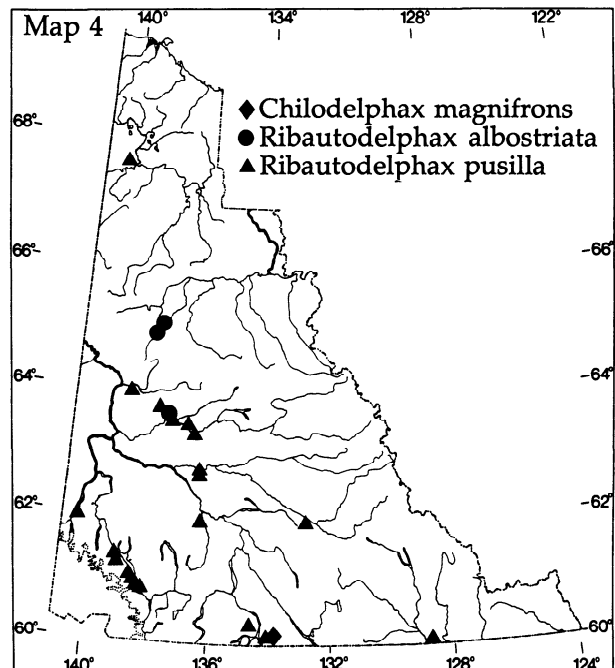 Map 4
140° 134° 128° 122°
◆Chilodelphax magnifrons
●Ribautodelphax albostriata
▲Ribautodelphax pusilla
68°
66° 66°
64° 64°
62° 62°
60° 60°
140° 136° 132° 128° 124°